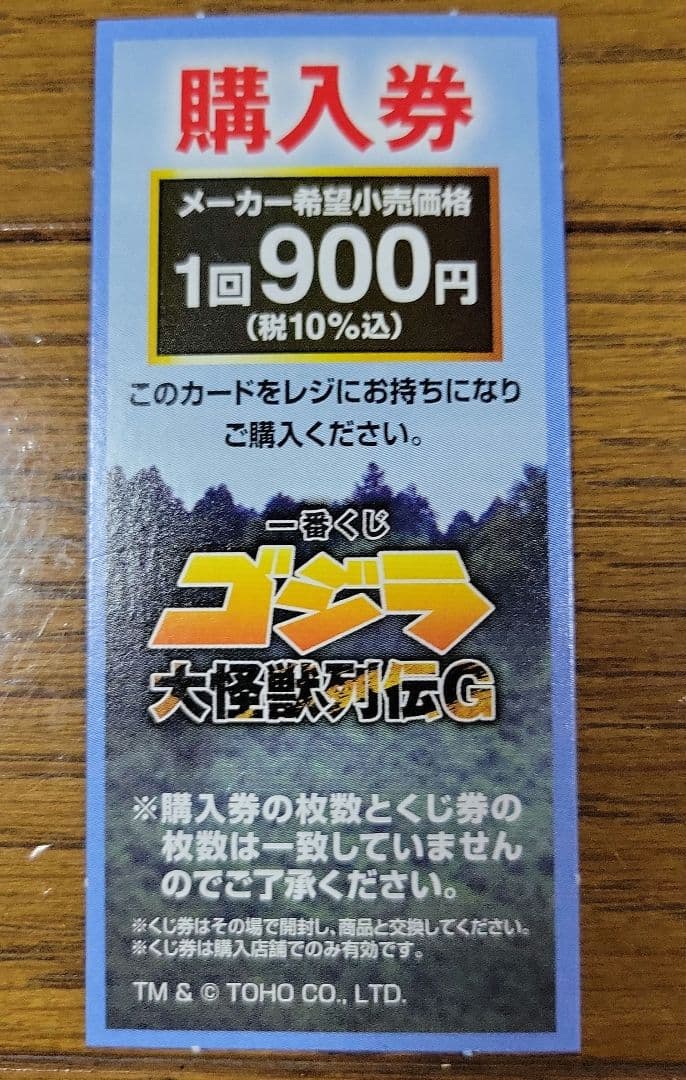 購入券
メーカー希望小売価格
1回900円
(税10%込)
このカードをレジにお持ちになり
ご購入ください。
一番くじ
ゴジラ
大怪獣列伝G
※購入券の枚数とくじ券の
枚数は一致していません
のでご了承ください。
※くじ券はその場で開封し、商品と交換してください。
※くじ券は購入店舗でのみ有効です。
TM & © TOHO CO., LTD.